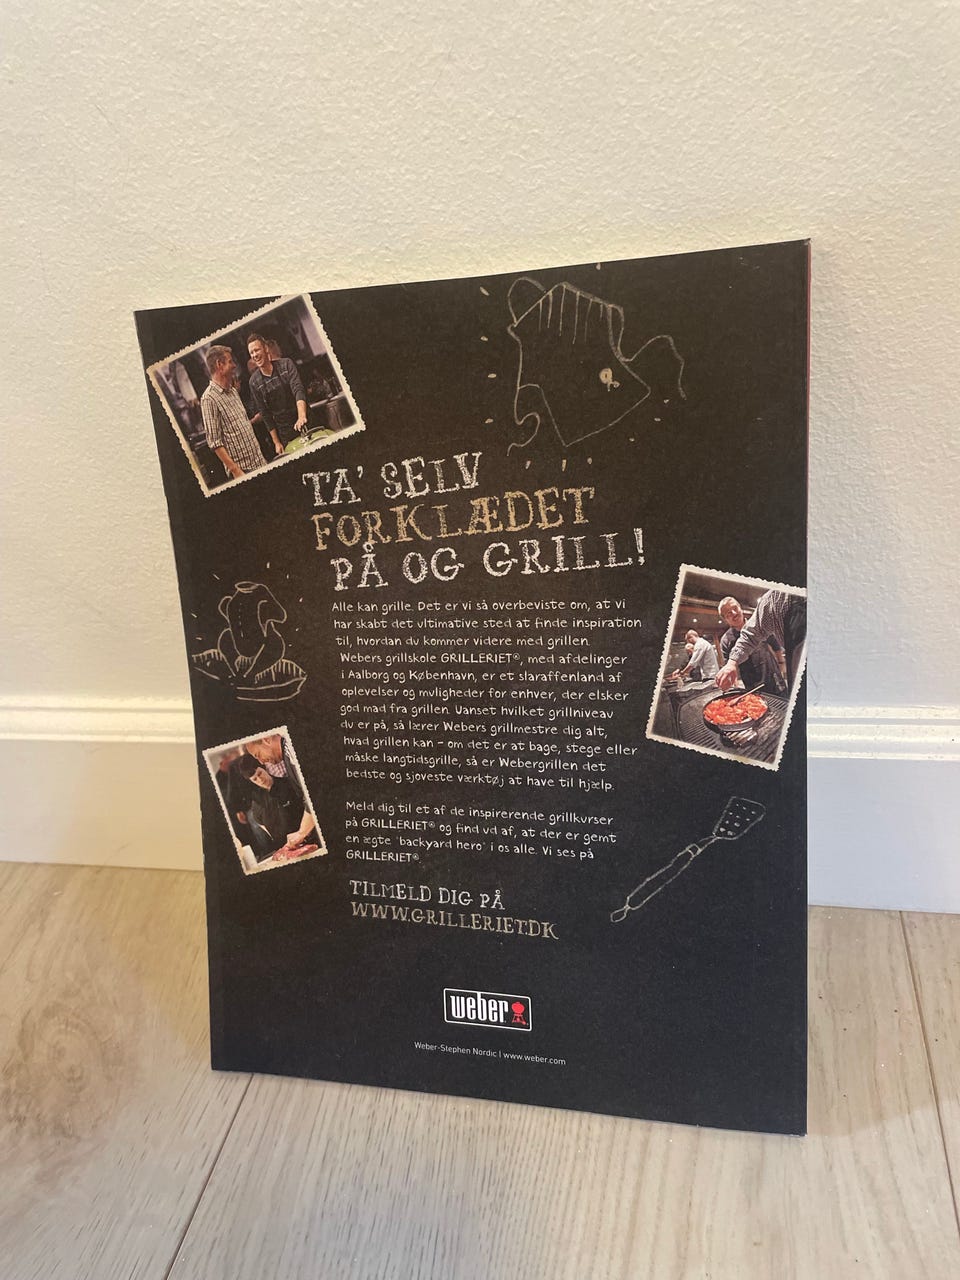 TA' SELV
FORKLÆDET
PÅ OG GRILL!
Alle kan grille. Det er vi så overbeviste om, at vi
har skabt det ultimative sted at finde inspiration
til, hvordan du kommer videre med grillen.
Webers grillskole GRILLERIET®, med afdelinger
i Aalborg og København, er et slaraffenland af
oplevelser og muligheder for enhver, der elsker
god mad fra grillen. Uanset hvilket grillniveau
du er på, så lærer Webers grillmestre dig alt,
hvad grillen kan – om det er at bage, stege eller
måske langtidsgrille, så er Webergrillen det
bedste og sjoveste værktøj at have til hjælp.
Meld dig til et af de inspirerende grillkurser
på GRILLERIET® og find ud af, at der er gemt
en ægte 'backyard hero' i os alle. Vi ses på
GRILLERIET®.
TILMELD DIG PÅ
WWW.GRILLERIET.DK
weber
Weber-Stephen Nordic | www.weber.com